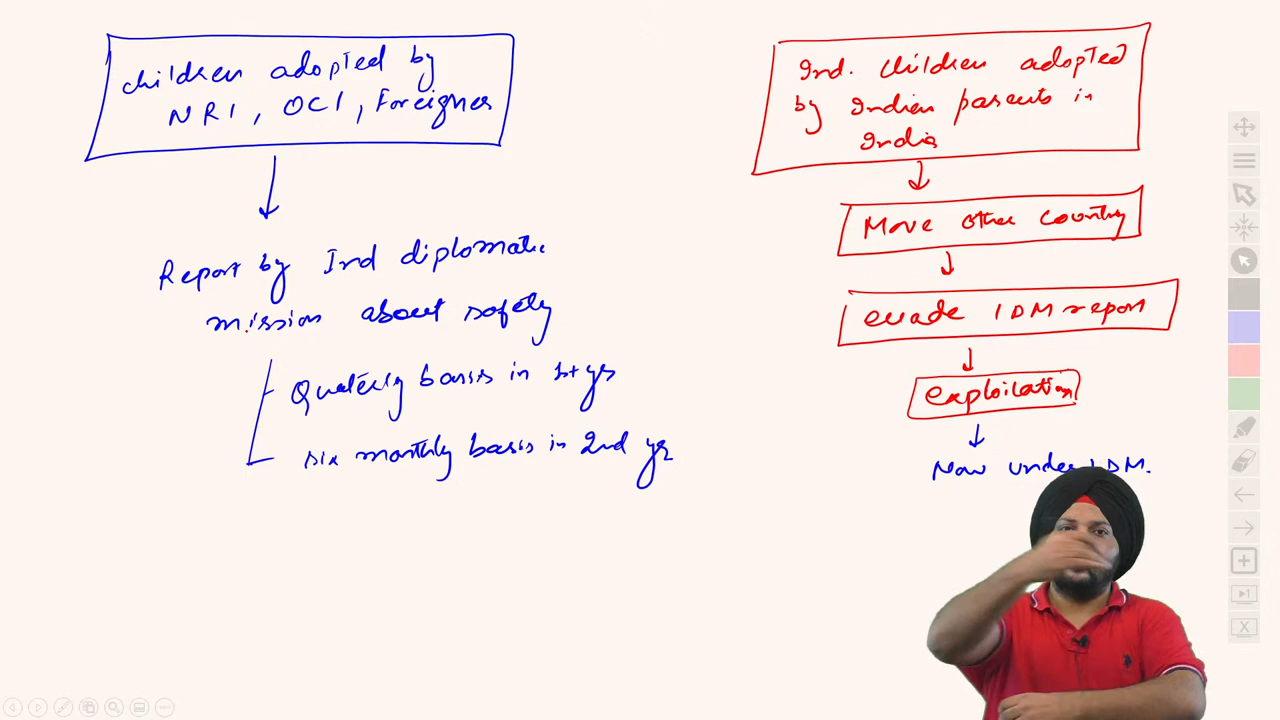 children adopted by
NRI, OCI, Foreigner
Report by Ind diplomatic
mission about safety
Quaterly basis in 1st yr
six monthly basis in 2nd yr
Ind. children adopted
by Indian parents in
India
Move other country
evade IDM report
exploilation
Now under IDM.